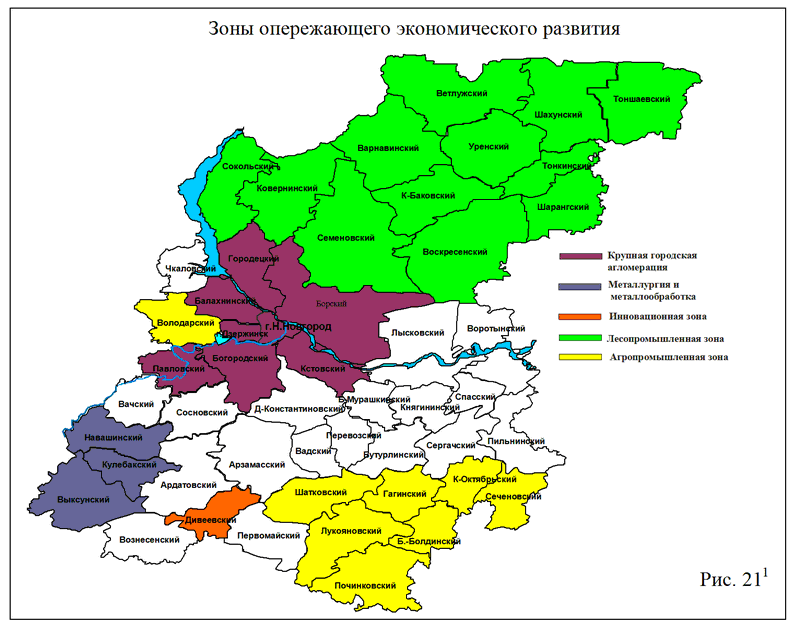 Зоны опережающего экономического развития
Ветлужский
Тоншаевский
Шахунский
Варнавинский
Уренский
Тонкинский
Сокольский
Ковернинский
К-Баковский
Шарангский
Семеновский
Воскресенский
Городецкий
Чкаловский
Балахнинский
Борский
Володарский
Дзержинск
г.Н.Новгород
Лысковский
Воротынский
Павловский
Богородский
Кстовский
Вачский
Сосновский
Д-Константиновский
Мурашкинский
Княгининский
Спасский
Навашинский
Перевозский
Пильнинский
Сергачский
Вадский
Бутурлинский
Кулебакский
Арзамасский
Ардатовский
К-Октябрьский
Выксунский
Шатковский
Гагинский
Сеченовский
Дивеевский
Лукояновский
Вознесенский
Первомайский
Б.-Болдинский
Починковский
Крупная городская
агломерация
Металлургия и
металлообработка
Инновационная зона
Лесопромышленная зона
Агропромышленная зона
Рис. 21¹